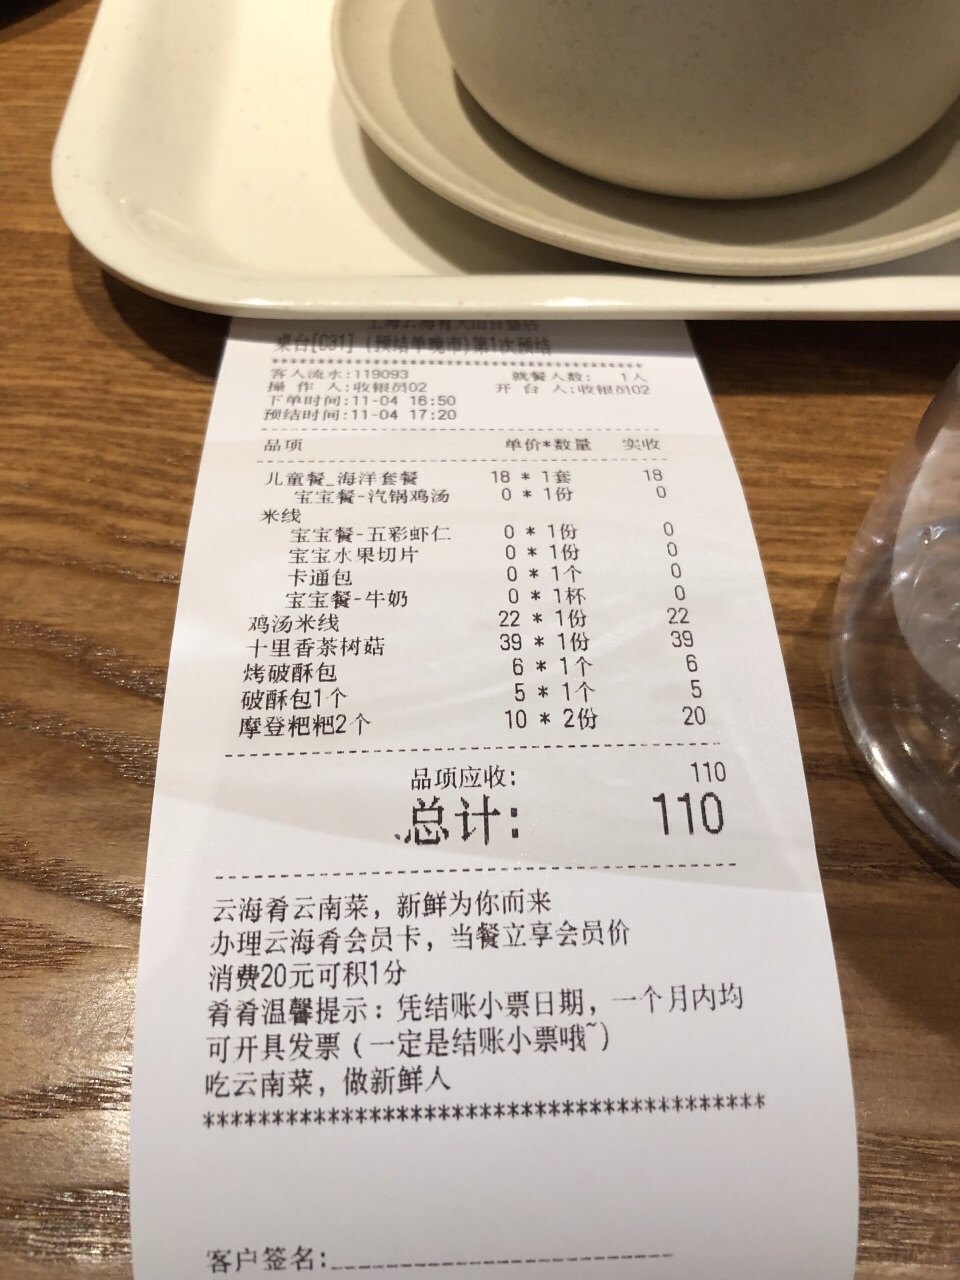 桌台[C31] (预结单晚市)第1次预结
****************************************
客人流水:119093 就餐人数: 1人
操 作 人:收银员02 开 台 人:收银员02
下单时间:11-04 16:50
预结时间:11-04 17:20
品项 单价*数量 实收
儿童餐_海洋套餐 18 * 1套 18
宝宝餐-汽锅鸡汤 0 * 1份 0
米线
宝宝餐-五彩虾仁 0 * 1份 0
宝宝水果切片 0 * 1份 0
卡通包 0 * 1个 0
宝宝餐-牛奶 0 * 1杯 0
鸡汤米线 22 * 1份 22
十里香茶树菇 39 * 1份 39
烤破酥包 6 * 1个 6
破酥包1个 5 * 1个 5
摩登粑粑2个 10 * 2份 20
品项应收: 110
总计: 110
云海肴云南菜，新鲜为你而来
办理云海肴会员卡，当餐立享会员价
消费20元可积1分
肴肴温馨提示：凭结账小票日期，一个月内均
可开具发票（一定是结账小票哦~）
吃云南菜，做新鲜人
****************************************
客户签名: